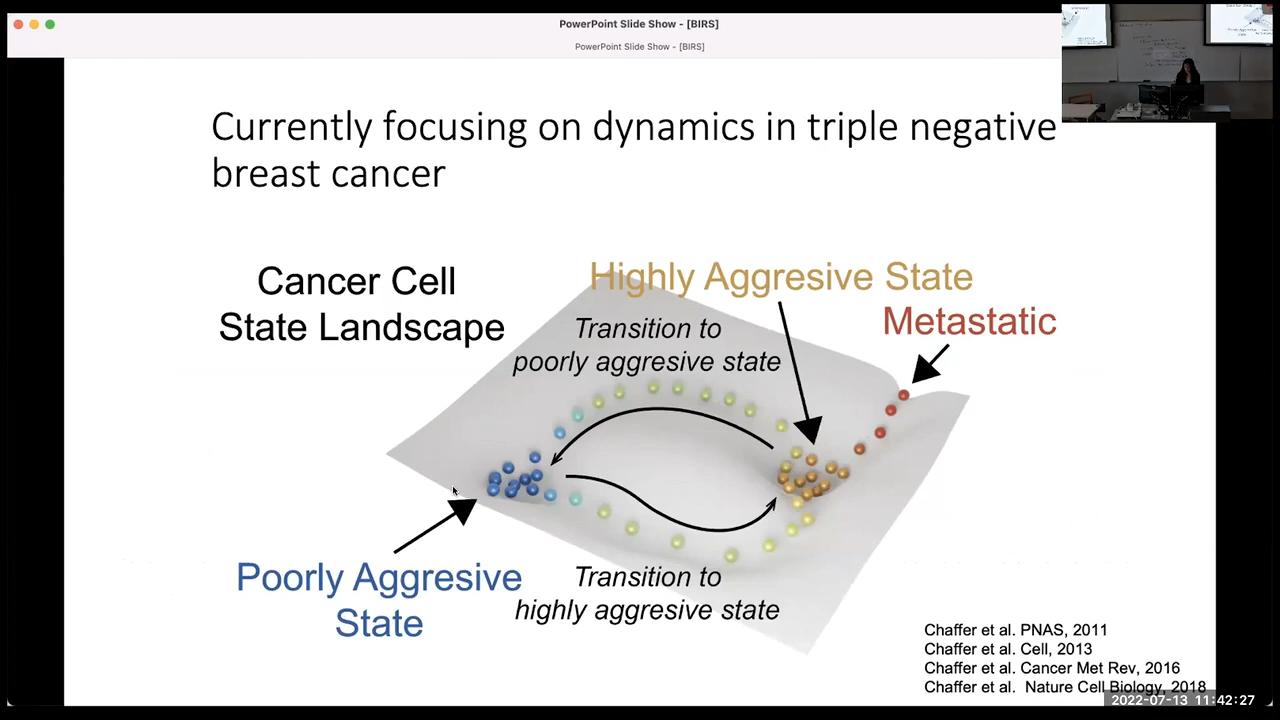 PowerPoint Slide Show - [BIRS]
PowerPoint Slide Show - [BIRS]
Currently focusing on dynamics in triple negative
breast cancer
Cancer Cell
State Landscape
Highly Aggresive State
Metastatic
Transition to
poorly aggresive state
Poorly Aggresive
State
Transition to
highly aggresive state
Chaffer et al. PNAS, 2011
Chaffer et al. Cell, 2013
Chaffer et al. Cancer Met Rev, 2016
Chaffer et al.  Nature Cell Biology, 2018
2022-07-13 11:42:27